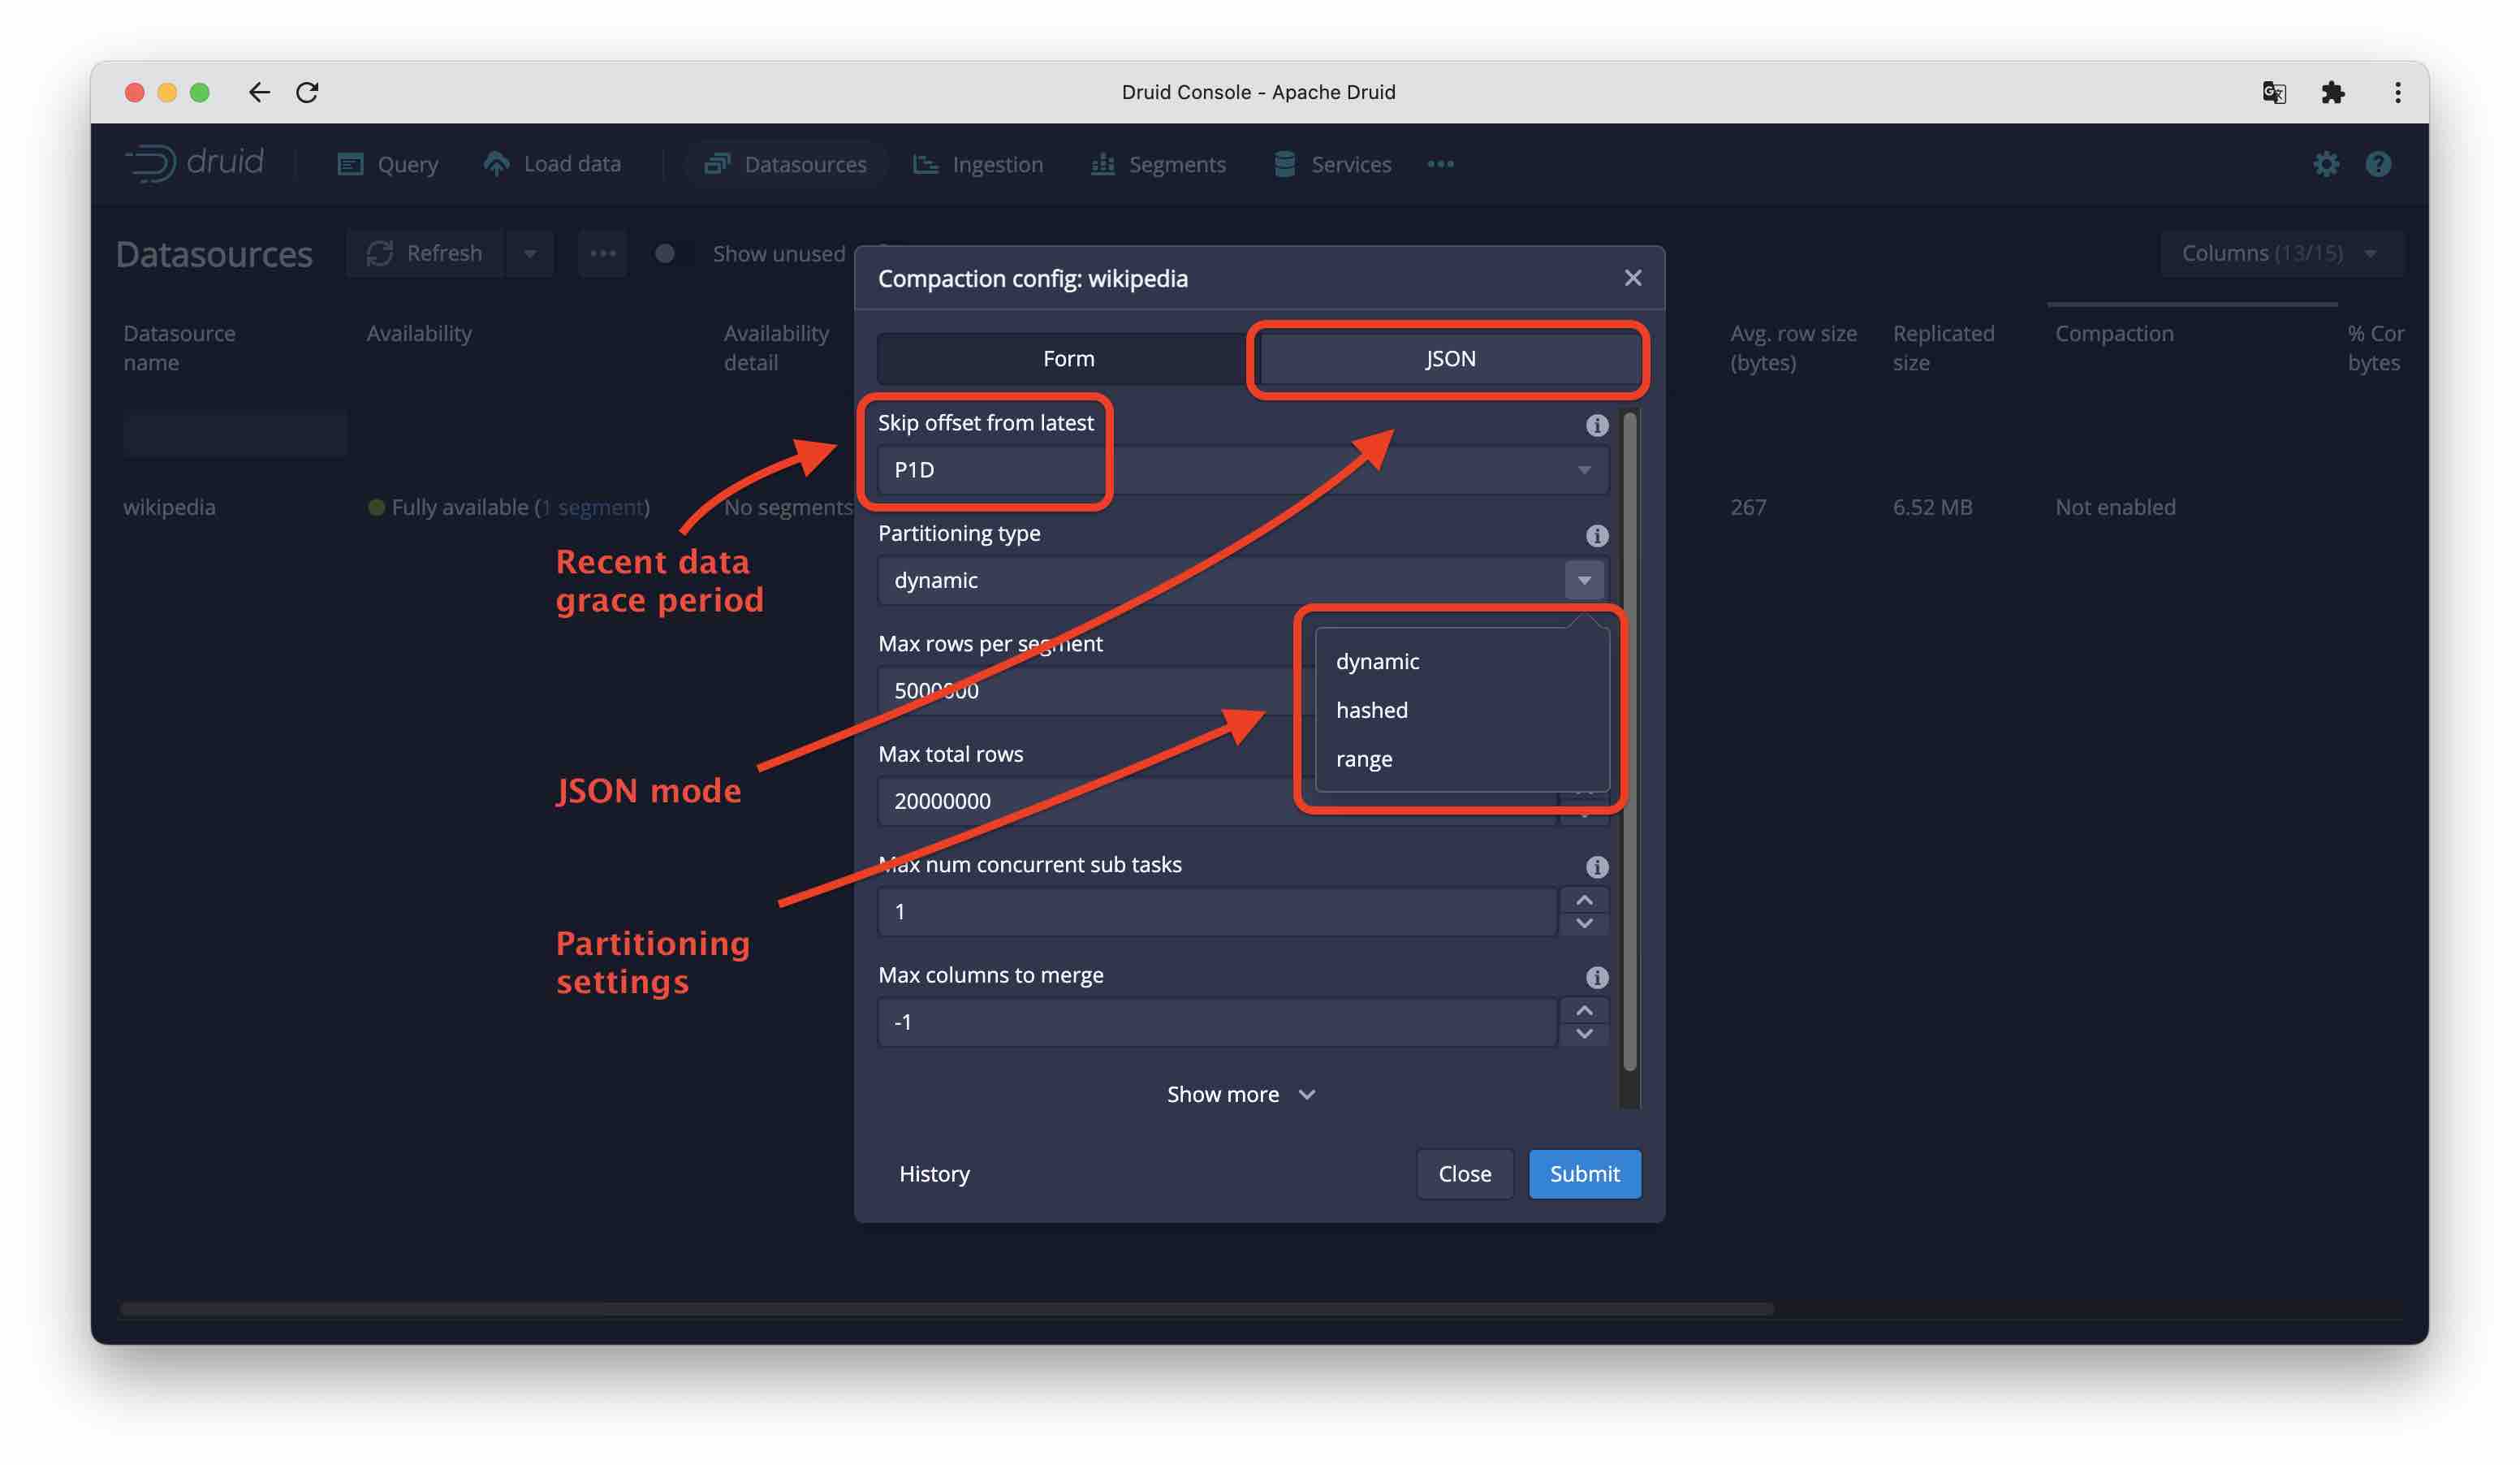 Druid Console - Apache Druid
druid
Query
Load data
Datasources
Ingestion
Segments
Services
Datasources
Refresh
Show unused
Columns (13/15)
Datasource
name
Availability
Availability
detail
Avg. row size
(bytes)
Replicated
size
Compaction
% Cor
bytes
wikipedia
Fully available (1 segment)
No segments
267
6.52 MB
Not enabled
Compaction config: wikipedia
Form
JSON
Skip offset from latest
P1D
Partitioning type
dynamic
dynamic
hashed
range
Max rows per segment
5000000
Max total rows
20000000
Max num concurrent sub tasks
1
Max columns to merge
-1
Show more
History
Close
Submit
Recent data
grace period
JSON mode
Partitioning
settings